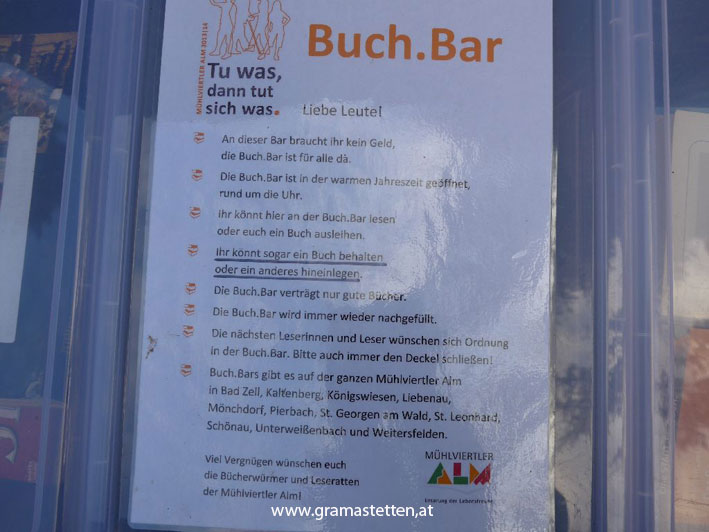 Buch.Bar
MÜHLVIERTLER ALM
Tu was,
dann tut
sich was.
Liebe Leute!
An dieser Bar braucht ihr kein Geld,
die Buch.Bar ist für alle da.
Die Buch.Bar ist in der warmen Jahreszeit geöffnet,
rund um die Uhr.
Ihr könnt hier an der Buch.Bar lesen
oder euch ein Buch ausleihen.
Ihr könnt sogar ein Buch behalten
oder ein anderes hineinlegen.
Die Buch.Bar verträgt nur gute Bücher.
Die Buch.Bar wird immer wieder nachgefüllt.
Die nächsten Leserinnen und Leser wünschen sich Ordnung
in der Buch.Bar. Bitte auch immer den Deckel schließen!
Buch.Bars gibt es auf der ganzen Mühlviertler Alm
in Bad Zell, Kaltenberg, Königswiesen, Liebenau,
Mönchdorf, Pierbach, St. Georgen am Wald, St. Leonhard,
Schönau, Unterweißenbach und Weitersfelden.
Viel Vergnügen wünschen euch
die Bücherwürmer und Leseratten
der Mühlviertler Alm!
MÜHLVIERTLER
ALM
www.gramastetten.at